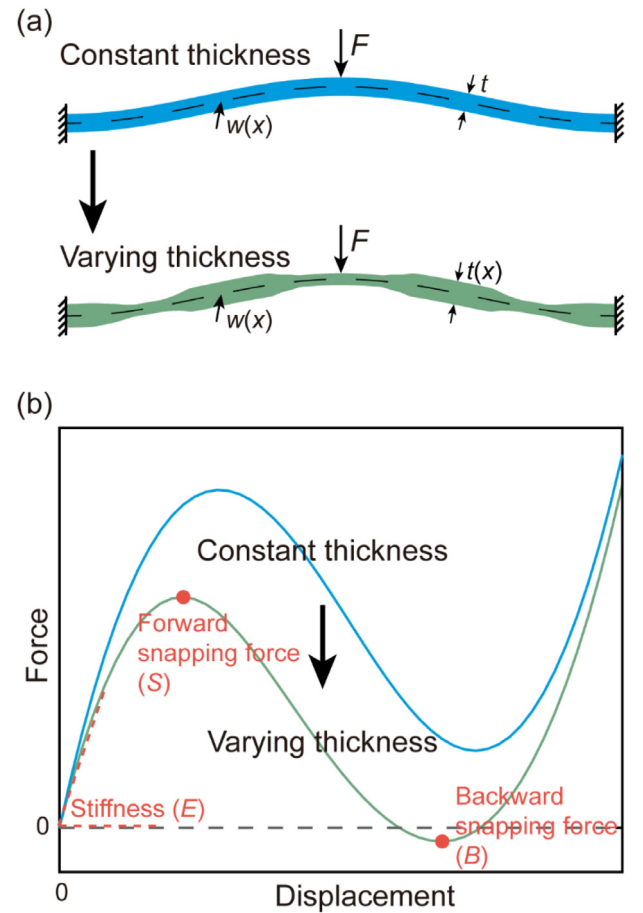 (a)
Constant thickness
F
t
w(x)
Varying thickness
F
t(x)
w(x)
(b)
Force
Constant thickness
Forward
snapping force
(S)
Varying thickness
Stiffness (E)
Backward
snapping force
(B)
0
0
Displacement